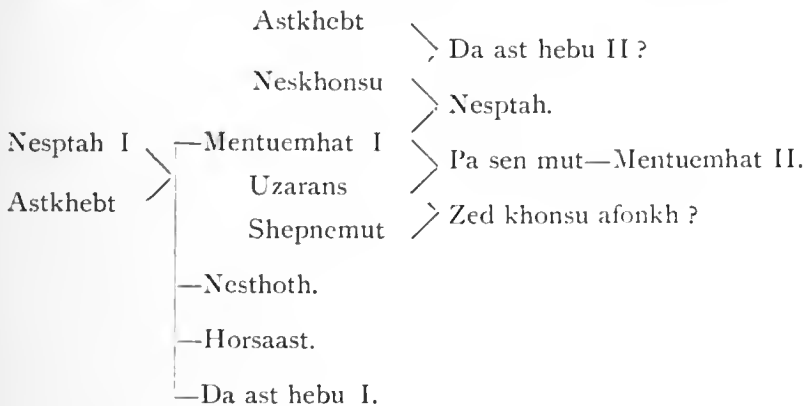 Astkhebt
Da ast hebu II ?
Neskhonsu
Nesptah.
Nesptah I
—Mentuemhat I
Pa sen mut—Mentuemhat II.
Astkhebt
Uzarans
Shepnemut
Zed khonsu afonkh ?
—Nesthoth.
—Horsaast.
—Da ast hebu I.